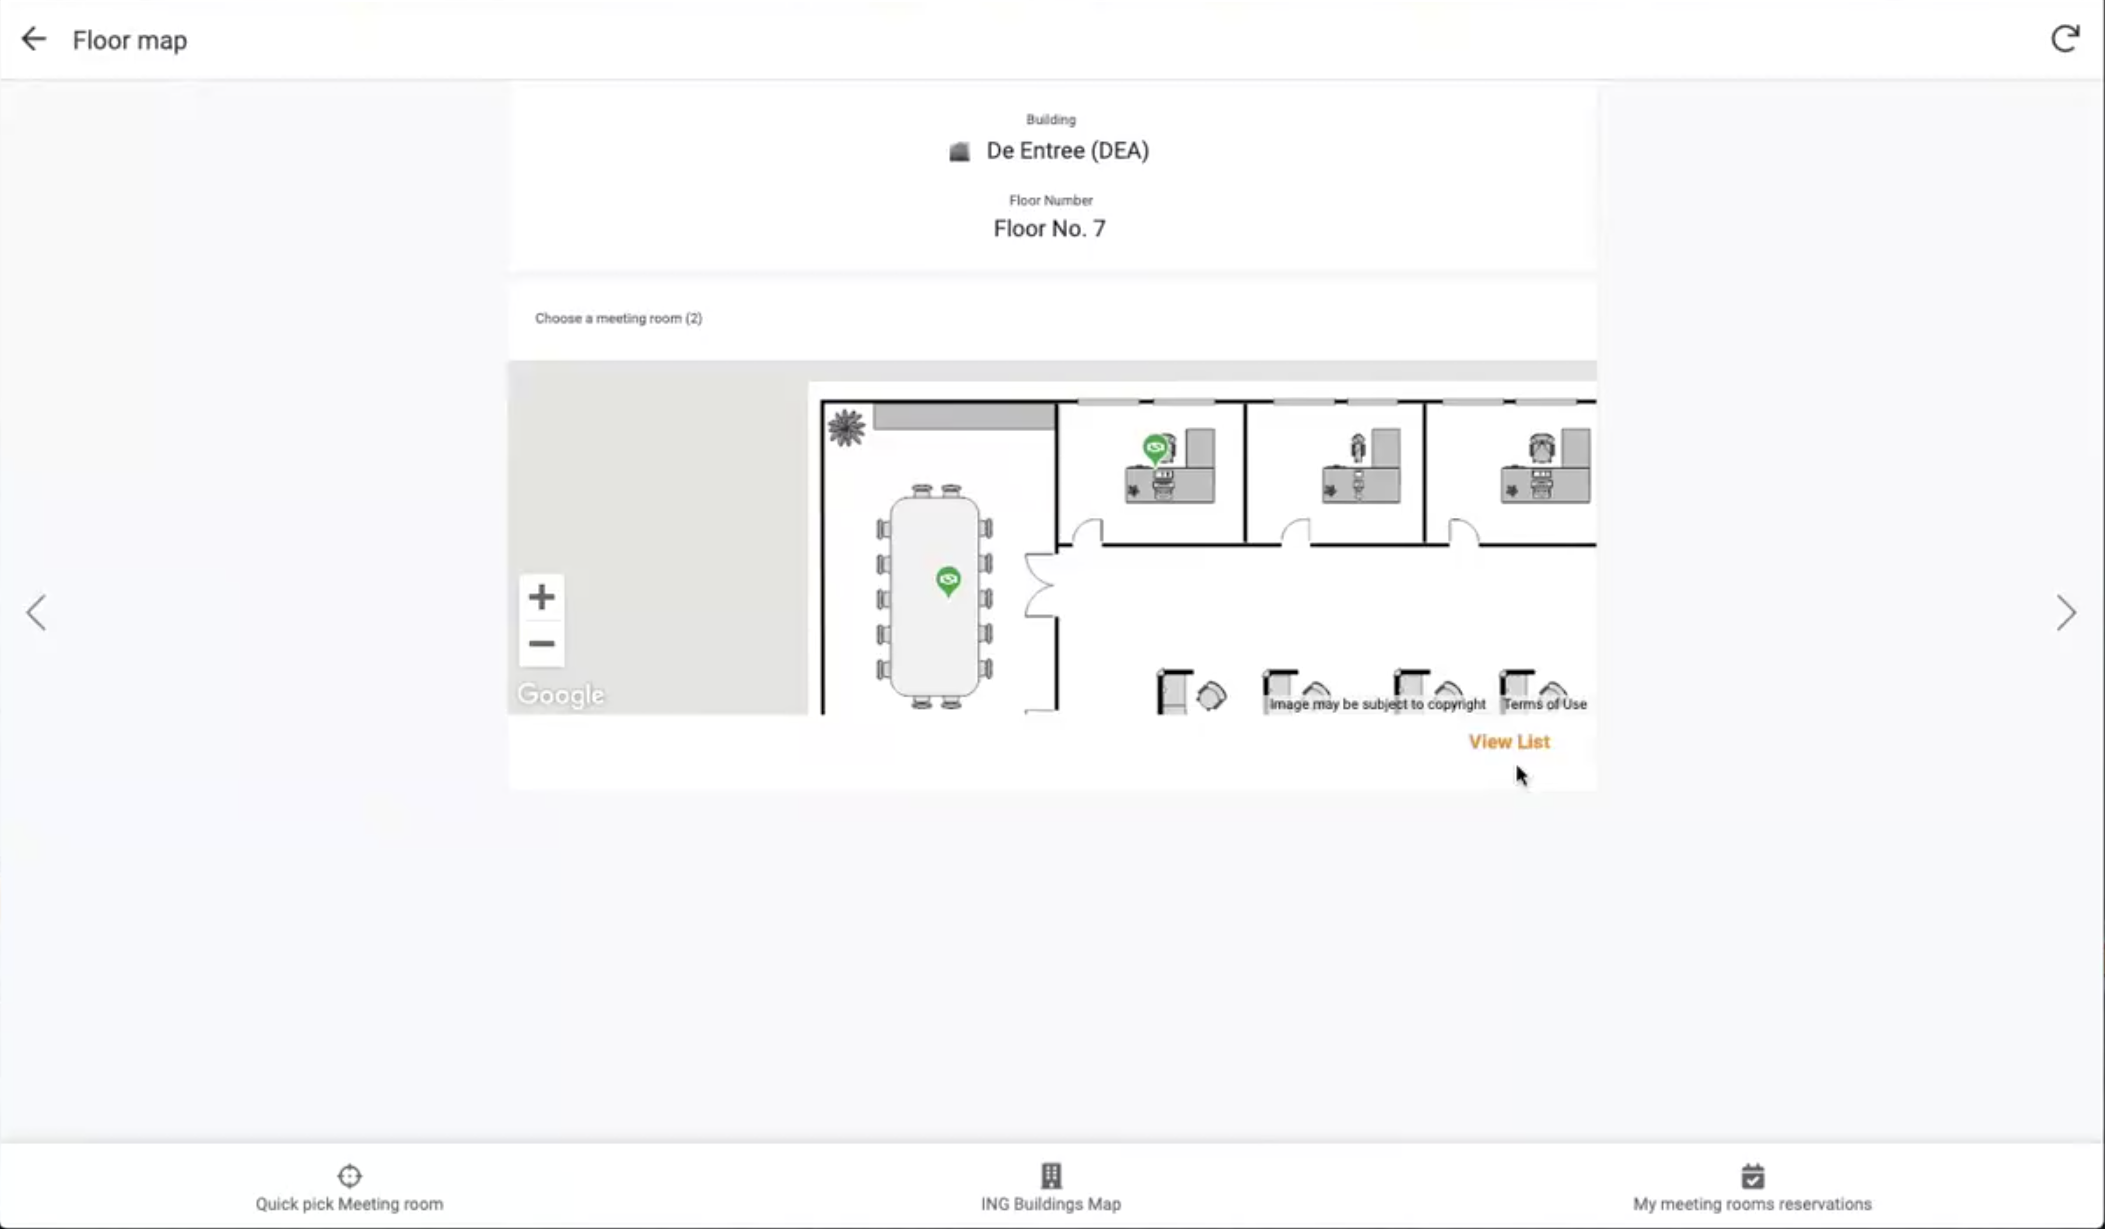 Floor map
Building
De Entree (DEA)
Floor Number
Floor No. 7
Choose a meeting room (2)
Google
Image may be subject to copyright
Terms of Use
View List
Quick pick Meeting room
ING Buildings Map
My meeting rooms reservations